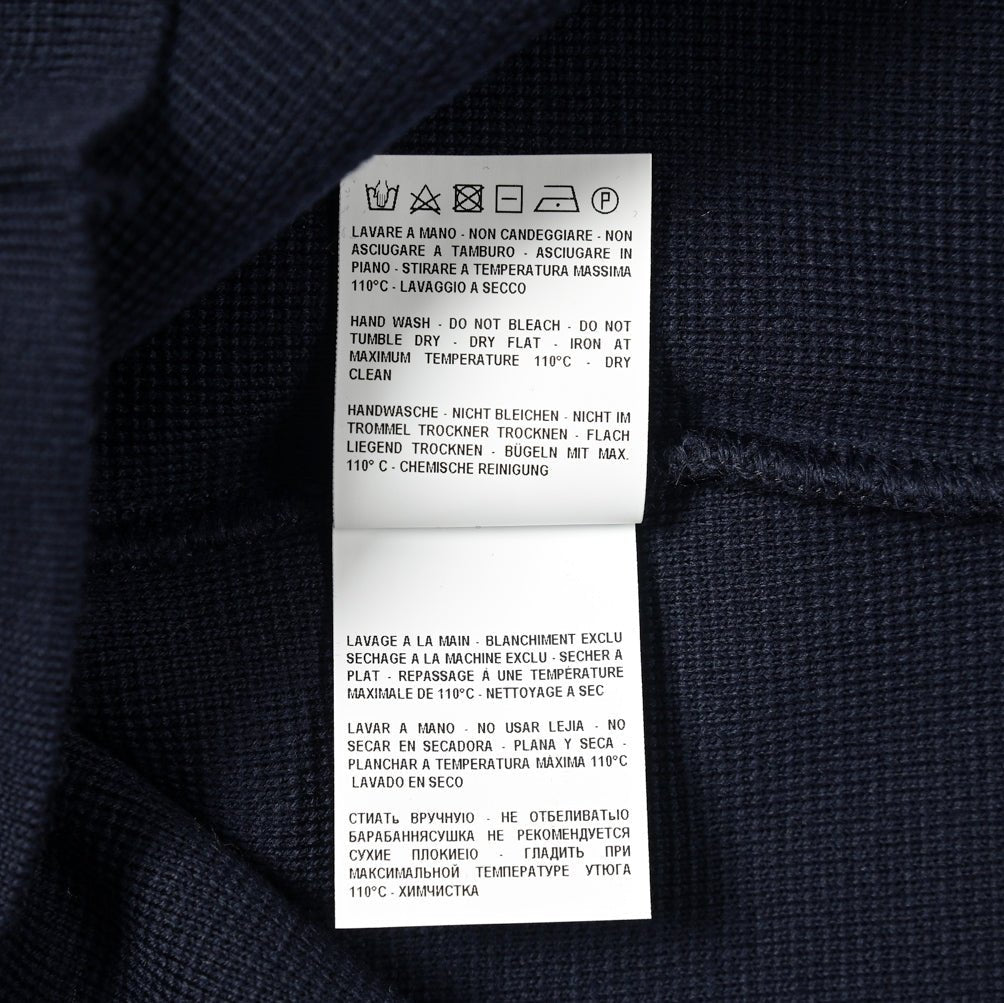 P
LAVARE A MANO - NON CANDEGGIARE - NON
ASCIUGARE A TAMBURO - ASCIUGARE IN
PIANO - STIRARE A TEMPERATURA MASSIMA
110°C - LAVAGGIO A SECCO
HAND WASH - DO NOT BLEACH - DO NOT
TUMBLE DRY - DRY FLAT - IRON AT
MAXIMUM TEMPERATURE 110°C - DRY
CLEAN
HANDWASCHE - NICHT BLEICHEN - NICHT IM
TROMMEL TROCKNER TROCKNEN - FLACH
LIEGEND TROCKNEN - BÜGELN MIT MAX.
110° C - CHEMISCHE REINIGUNG
LAVAGE A LA MAIN - BLANCHIMENT EXCLU
SECHAGE A LA MACHINE EXCLU - SECHER A
PLAT - REPASSAGE À UNE TEMPÉRATURE
MAXIMALE DE 110°C - NETTOYAGE A SEC
LAVAR A MANO - NO USAR LEJIA - NO
SECAR EN SECADORA - PLANA Y SECA -
PLANCHAR A TEMPERATURA MÁXIMA 110°C
LAVADO EN SECO
СТИАТЬ ВРУЧНУЮ - НЕ ОТБЕЛИВАТЬЮ
БАРАБАННЯСУШКА НЕ РЕКОМЕНДУЕТСЯ
СУХИЕ ПЛОКИЕІО - ГЛАДИТЬ ПРИ
МАКСИМАЛЬНОЙ ТЕМПЕРАТУРЕ УТЮГА
110°C - ХИМЧИСТКА